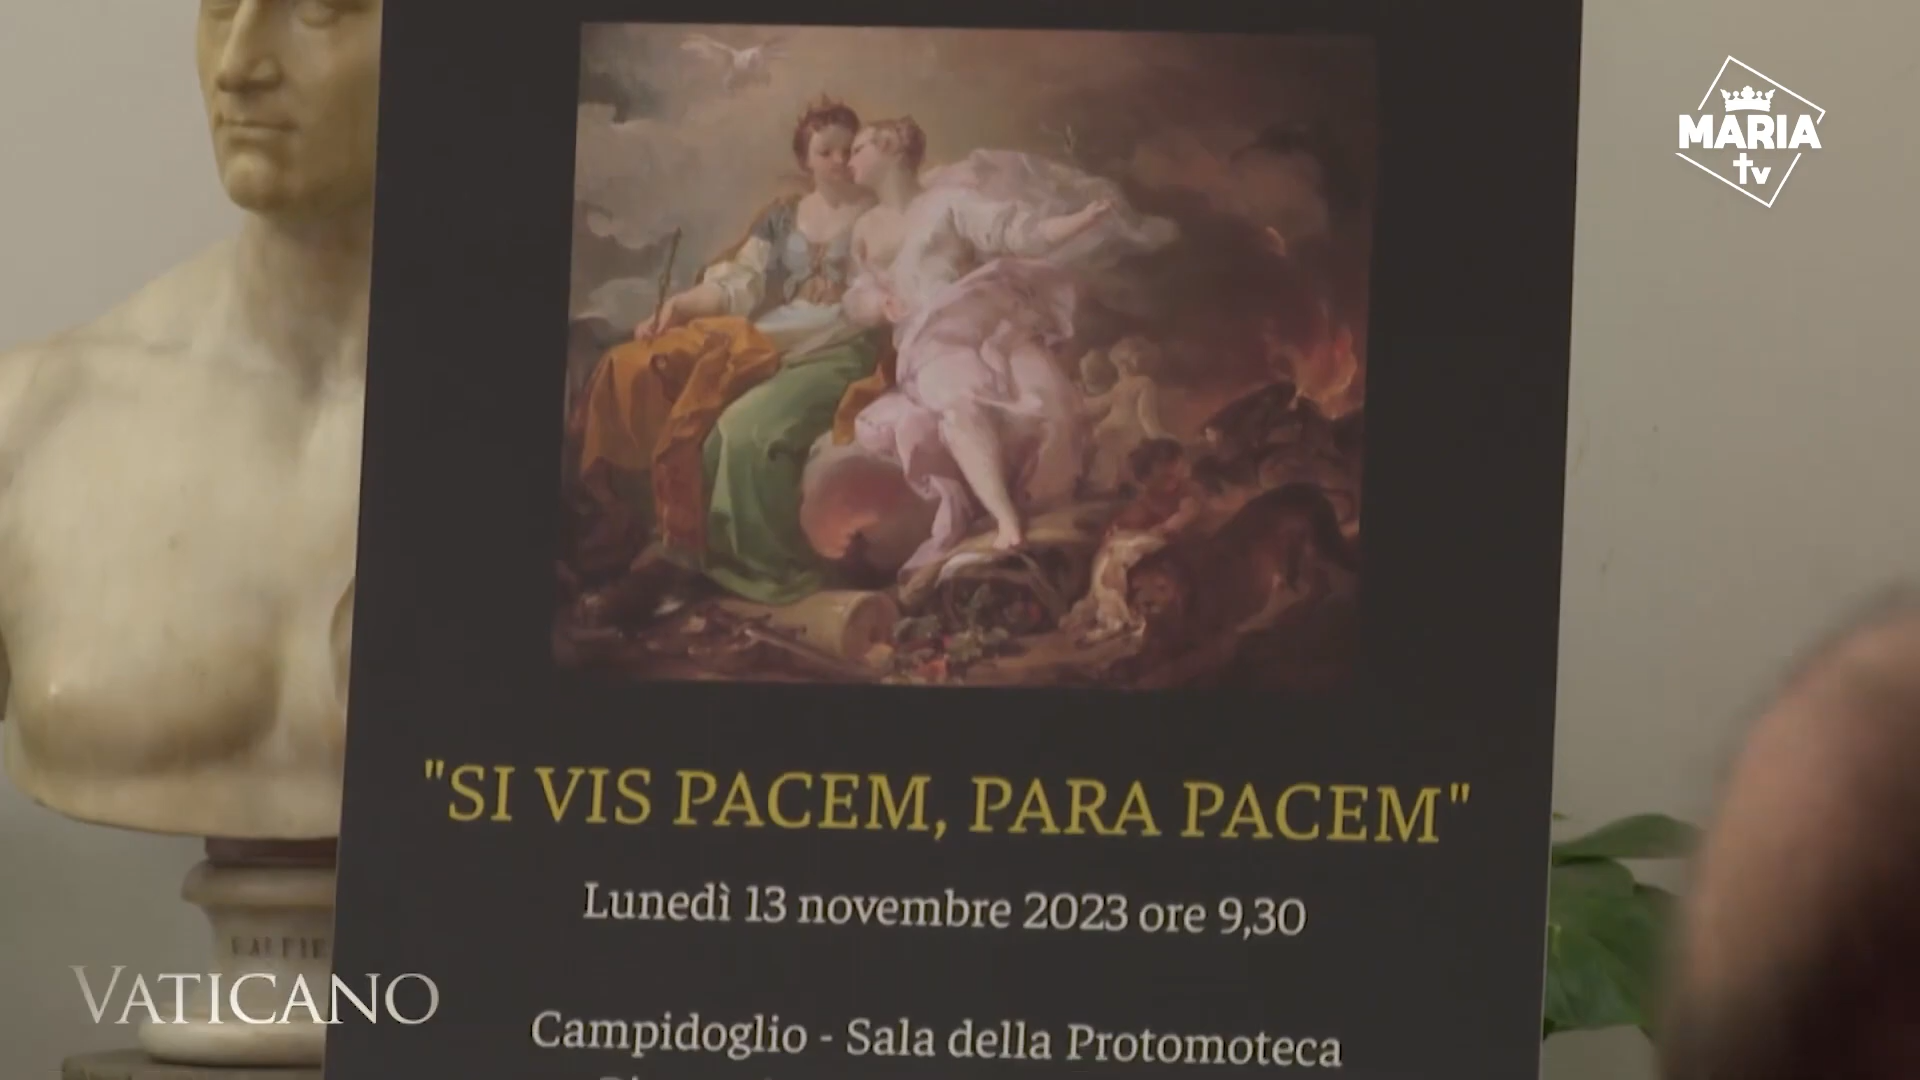 MARIA
tv
"SI VIS PACEM, PARA PACEM"
Lunedì 13 novembre 2023 ore 9,30
VATICANO
Campidoglio - Sala della Protomoteca